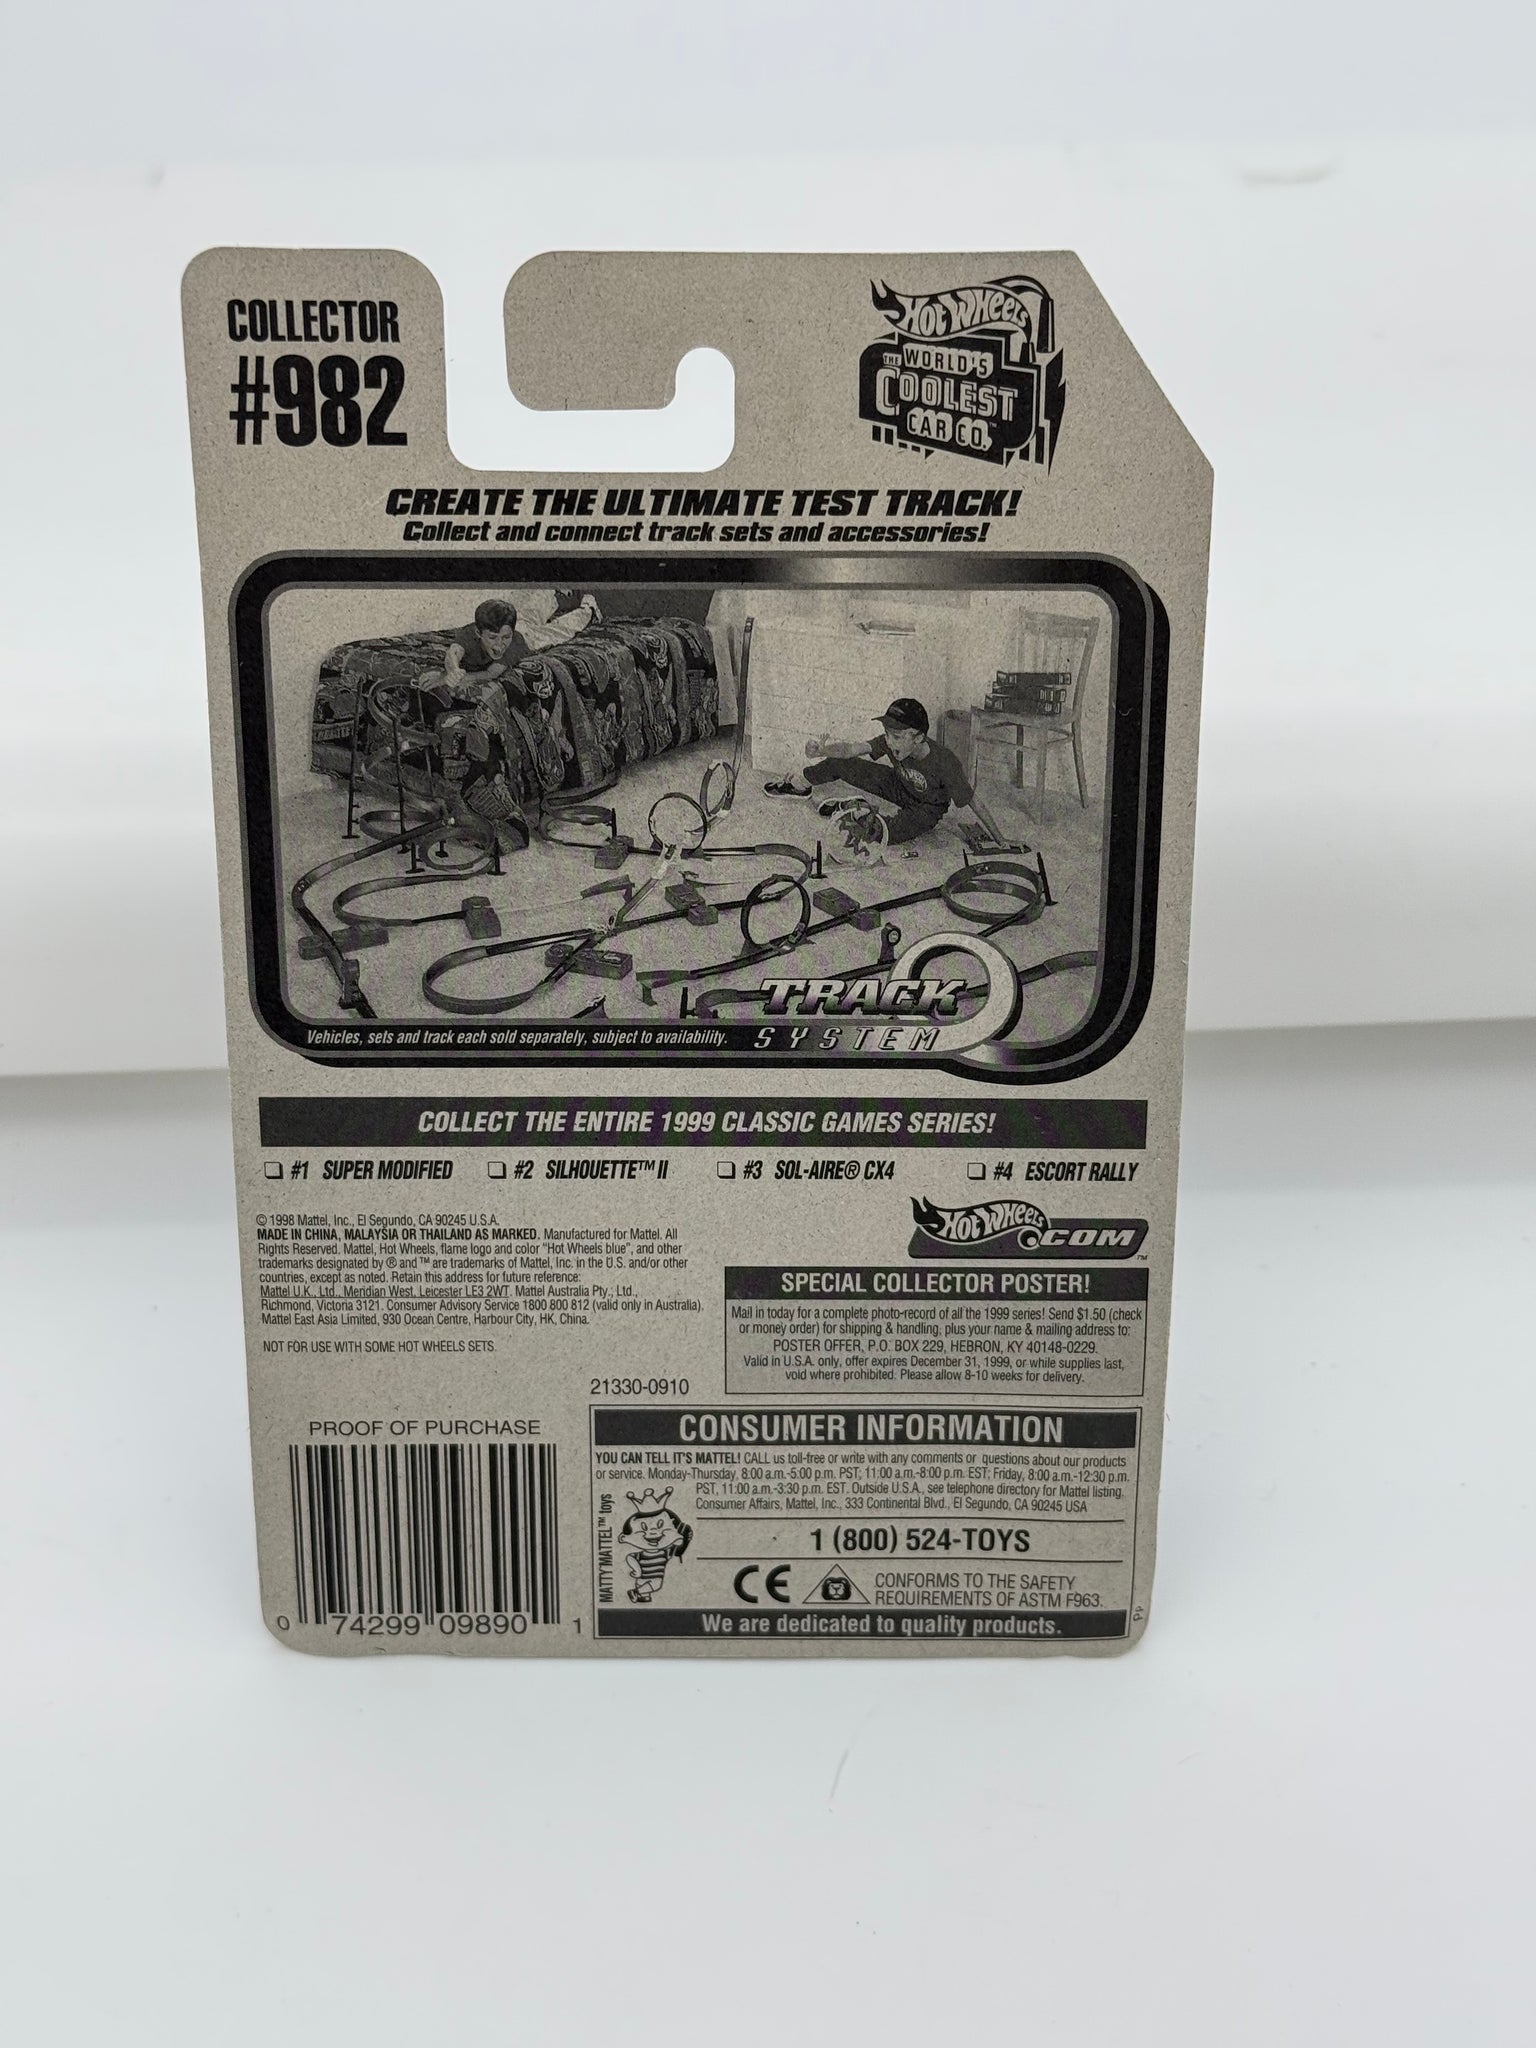 COLLECTOR
#982
HOT WHEELS
THE WORLD'S
COOLEST
CAR CO.™
CREATE THE ULTIMATE TEST TRACK!
Collect and connect track sets and accessories!
TRACK
SYSTEM
Vehicles, sets and track each sold separately, subject to availability.
COLLECT THE ENTIRE 1999 CLASSIC GAMES SERIES!
#1 SUPER MODIFIED
#2 SILHOUETTE™ II
#3 SOL-AIRE® CX4
#4 ESCORT RALLY
© 1998 Mattel, Inc., El Segundo, CA 90245 U.S.A.
MADE IN CHINA, MALAYSIA OR THAILAND AS MARKED. Manufactured for Mattel. All
Rights Reserved. Mattel, Hot Wheels, flame logo and color "Hot Wheels blue", and other
trademarks designated by ® and ™ are trademarks of Mattel, Inc. in the U.S. and/or other
countries, except as noted. Retain this address for future reference:
Mattel U.K., Ltd., Meridian West, Leicester LE3 2WT. Mattel Australia Pty., Ltd.,
Richmond, Victoria 3121. Consumer Advisory Service 1800 800 812 (valid only in Australia).
Mattel East Asia Limited, 930 Ocean Centre, Harbour City, HK, China.
NOT FOR USE WITH SOME HOT WHEELS SETS.
21330-0910
HOT WHEELS
.COM™
SPECIAL COLLECTOR POSTER!
Mail in today for a complete photo-record of all the 1999 series! Send $1.50 (check
or money order) for shipping & handling, plus your name & mailing address to:
POSTER OFFER, P.O. BOX 229, HEBRON, KY 40148-0229.
Valid in U.S.A. only, offer expires December 31, 1999, or while supplies last,
void where prohibited. Please allow 8-10 weeks for delivery.
PROOF OF PURCHASE
0 74299 09890 1
CONSUMER INFORMATION
YOU CAN TELL IT'S MATTEL! CALL us toll-free or write with any comments or questions about our products
or service. Monday-Thursday, 8:00 a.m.-5:00 p.m. PST; 11:00 a.m.-8:00 p.m. EST; Friday, 8:00 a.m.-12:30 p.m.
PST, 11:00 a.m.-3:30 p.m. EST. Outside U.S.A., see telephone directory for Mattel listing.
Consumer Affairs, Mattel, Inc., 333 Continental Blvd., El Segundo, CA 90245 USA
MATTY MATTEL™ toys
1 (800) 524-TOYS
CE
CONFORMS TO THE SAFETY
REQUIREMENTS OF ASTM F963.
We are dedicated to quality products.
PP